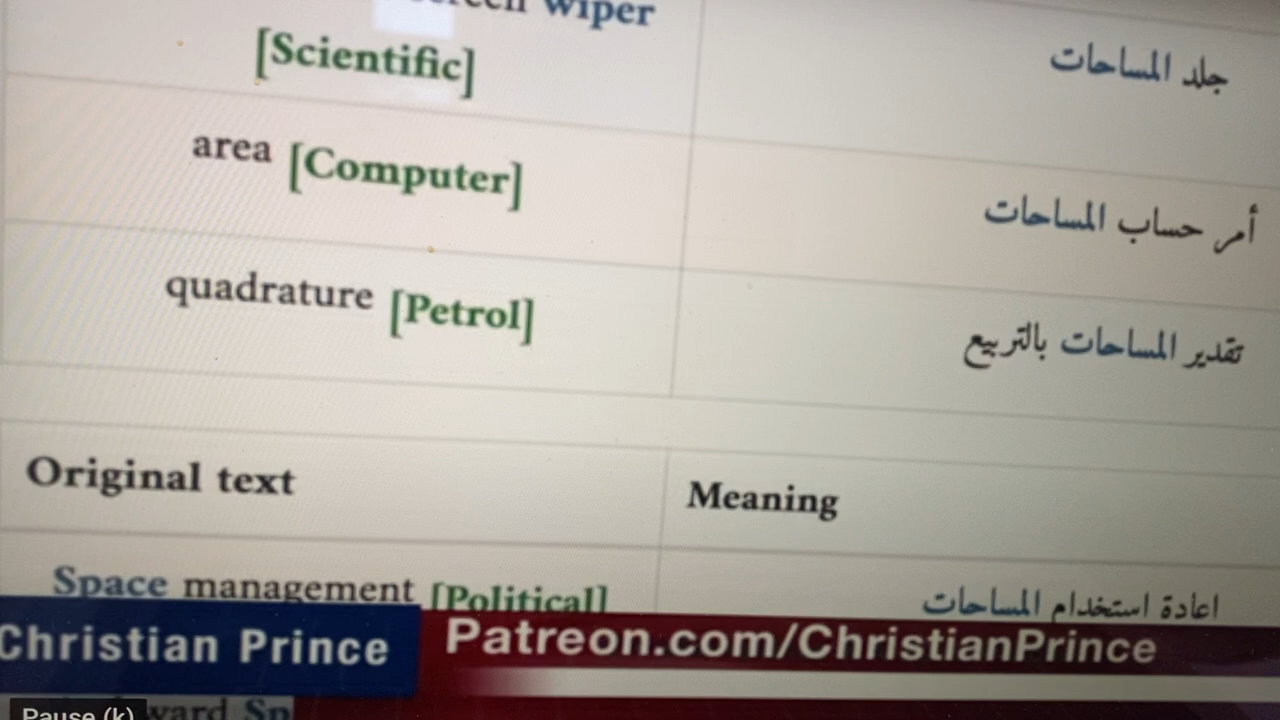 wiper
[Scientific]
جلد المساحات
area [Computer]
أمر حساب المساحات
quadrature [Petrol]
تقدير المساحات بالتربيع
Original text
Meaning
Space management [Political]
اعادة استخدام المساحات
Christian Prince
Patreon.com/ChristianPrince
Pause (k)